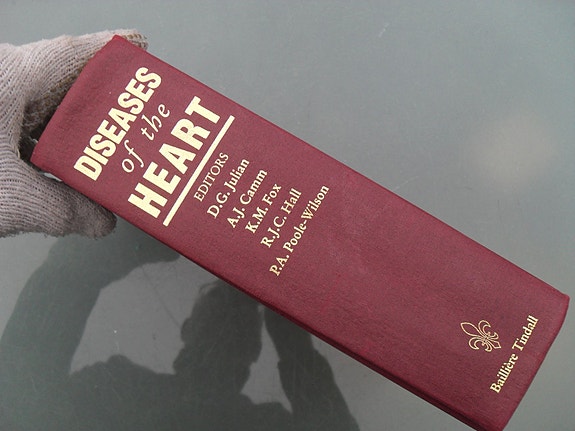 DISEASES
of the
HEART
EDITORS
D.G. Julian
A.J. Camm
K.M. Fox
R.J.C. Hall
P.A. Poole-Wilson
Baillière Tindall